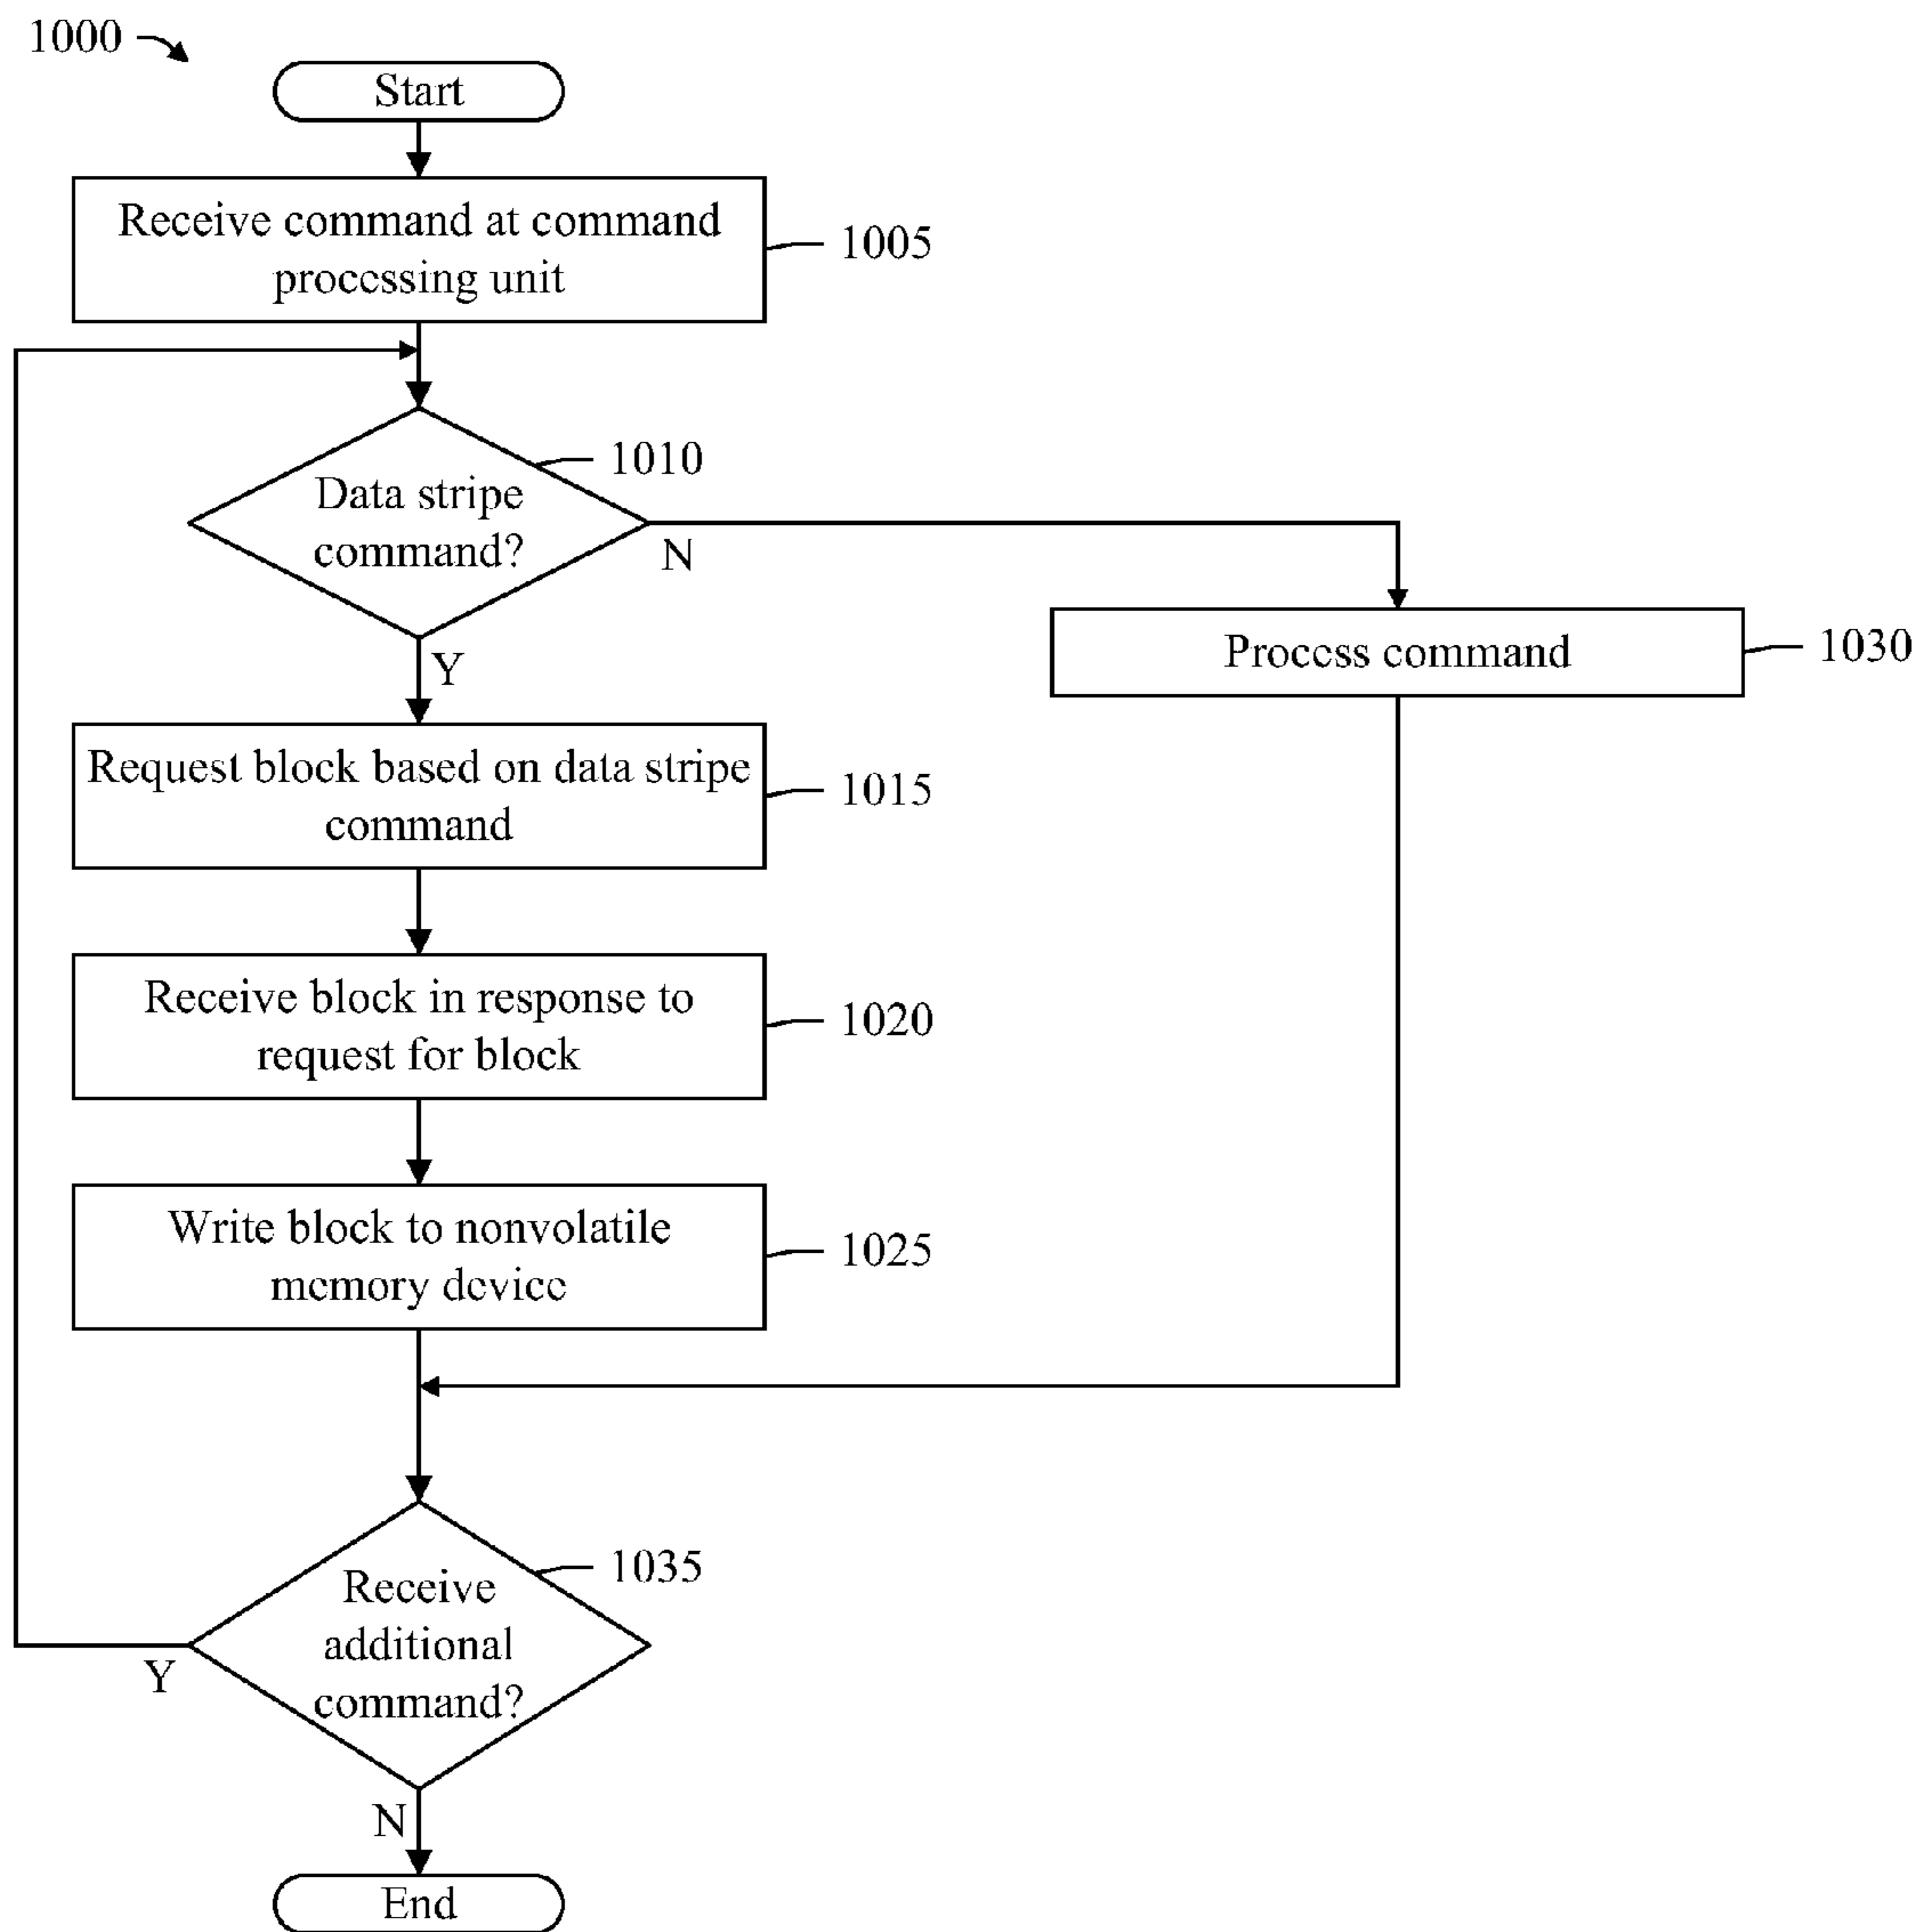 1000
Start
Receive command at command
processing unit
1005
1010
Data stripe
command?
N
Y
Process command
1030
Request block based on data stripe
command
1015
Receive block in response to
request for block
1020
Write block to nonvolatile
memory device
1025
1035
Receive
additional
command?
Y
N
End